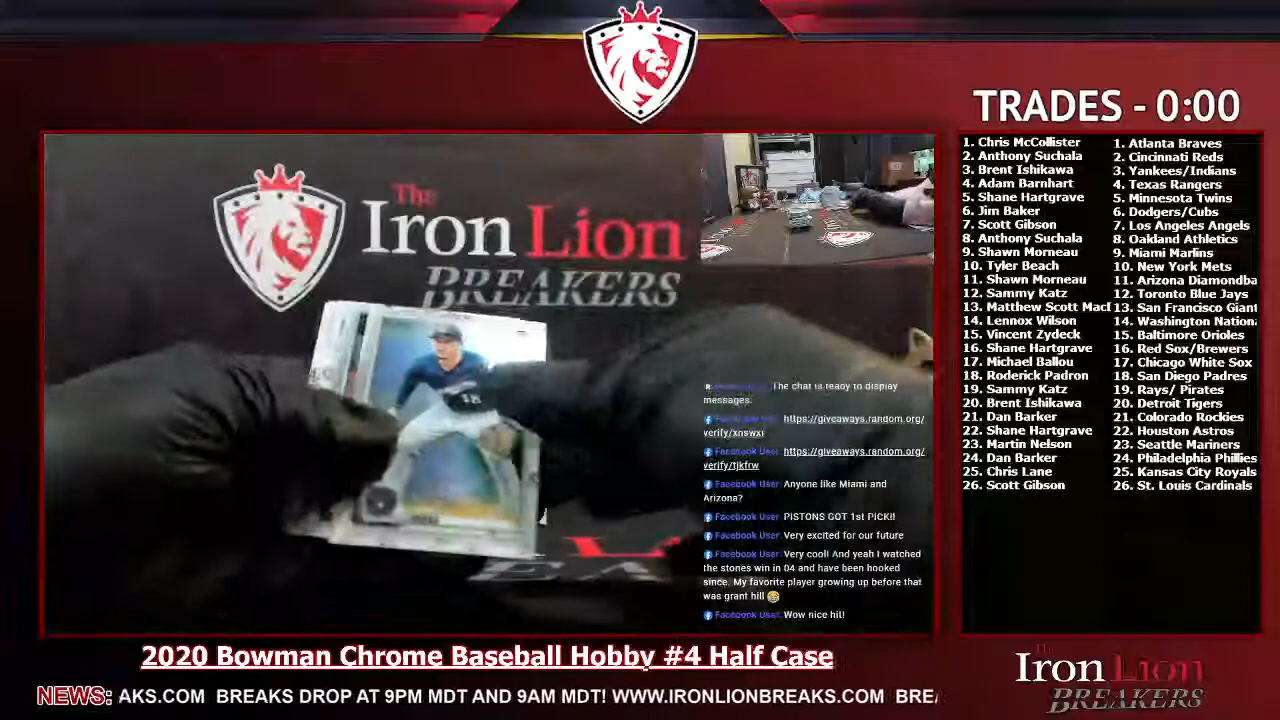 TRADES - 0:00
The
Iron Lion
BREAKERS
1. Chris McCollister
2. Anthony Suchala
3. Brent Ishikawa
4. Adam Barnhart
5. Shane Hartgrave
6. Jim Baker
7. Scott Gibson
8. Anthony Suchala
9. Shawn Morneau
10. Tyler Beach
11. Shawn Morneau
12. Sammy Katz
13. Matthew Scott Macl
14. Lennox Wilson
15. Vincent Zydeck
16. Shane Hartgrave
17. Michael Ballou
18. Roderick Padron
19. Sammy Katz
20. Brent Ishikawa
21. Dan Barker
22. Shane Hartgrave
23. Martin Nelson
24. Dan Barker
25. Chris Lane
26. Scott Gibson
1. Atlanta Braves
2. Cincinnati Reds
3. Yankees/Indians
4. Texas Rangers
5. Minnesota Twins
6. Dodgers/Cubs
7. Los Angeles Angels
8. Oakland Athletics
9. Miami Marlins
10. New York Mets
11. Arizona Diamondba
12. Toronto Blue Jays
13. San Francisco Giant
14. Washington Nation
15. Baltimore Orioles
16. Red Sox/Brewers
17. Chicago White Sox
18. San Diego Padres
19. Rays/ Pirates
20. Detroit Tigers
21. Colorado Rockies
22. Houston Astros
23. Seattle Mariners
24. Philadelphia Phillies
25. Kansas City Royals
26. St. Louis Cardinals
The chat is ready to display
messages.
Facebook User https://giveaways.random.org/
verify/xnswxi
Facebook User https://giveaways.random.org/
verify/tjkfrw
Facebook User Anyone like Miami and
Arizona?
Facebook User PISTONS GOT 1st PICK!!
Facebook User Very excited for our future
Facebook User Very cool! And yeah I watched
the stones win in 04 and have been hooked
since. My favorite player growing up before that
was grant hill 😂
Facebook User Wow nice hit!
2020 Bowman Chrome Baseball Hobby #4 Half Case
NEWS: AKS.COM BREAKS DROP AT 9PM MDT AND 9AM MDT! WWW.IRONLIONBREAKS.COM BREA
The
Iron Lion
BREAKERS